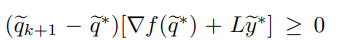 (q̃ₖ₊₁ − q̃*)[∇f(q̃*) + Lỹ*] ≥ 0